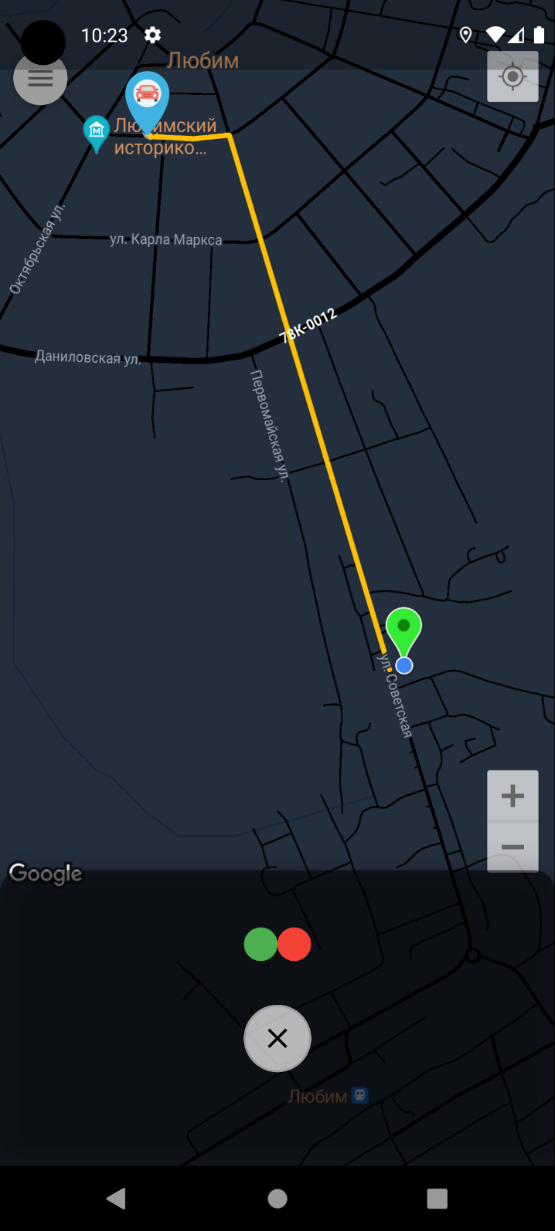 10:23
Любим
Любимский
историко...
Октябрьская ул.
ул. Карла Маркса
78К-0012
Даниловская ул.
Первомайская ул.
ул. Советская
Google
Любим